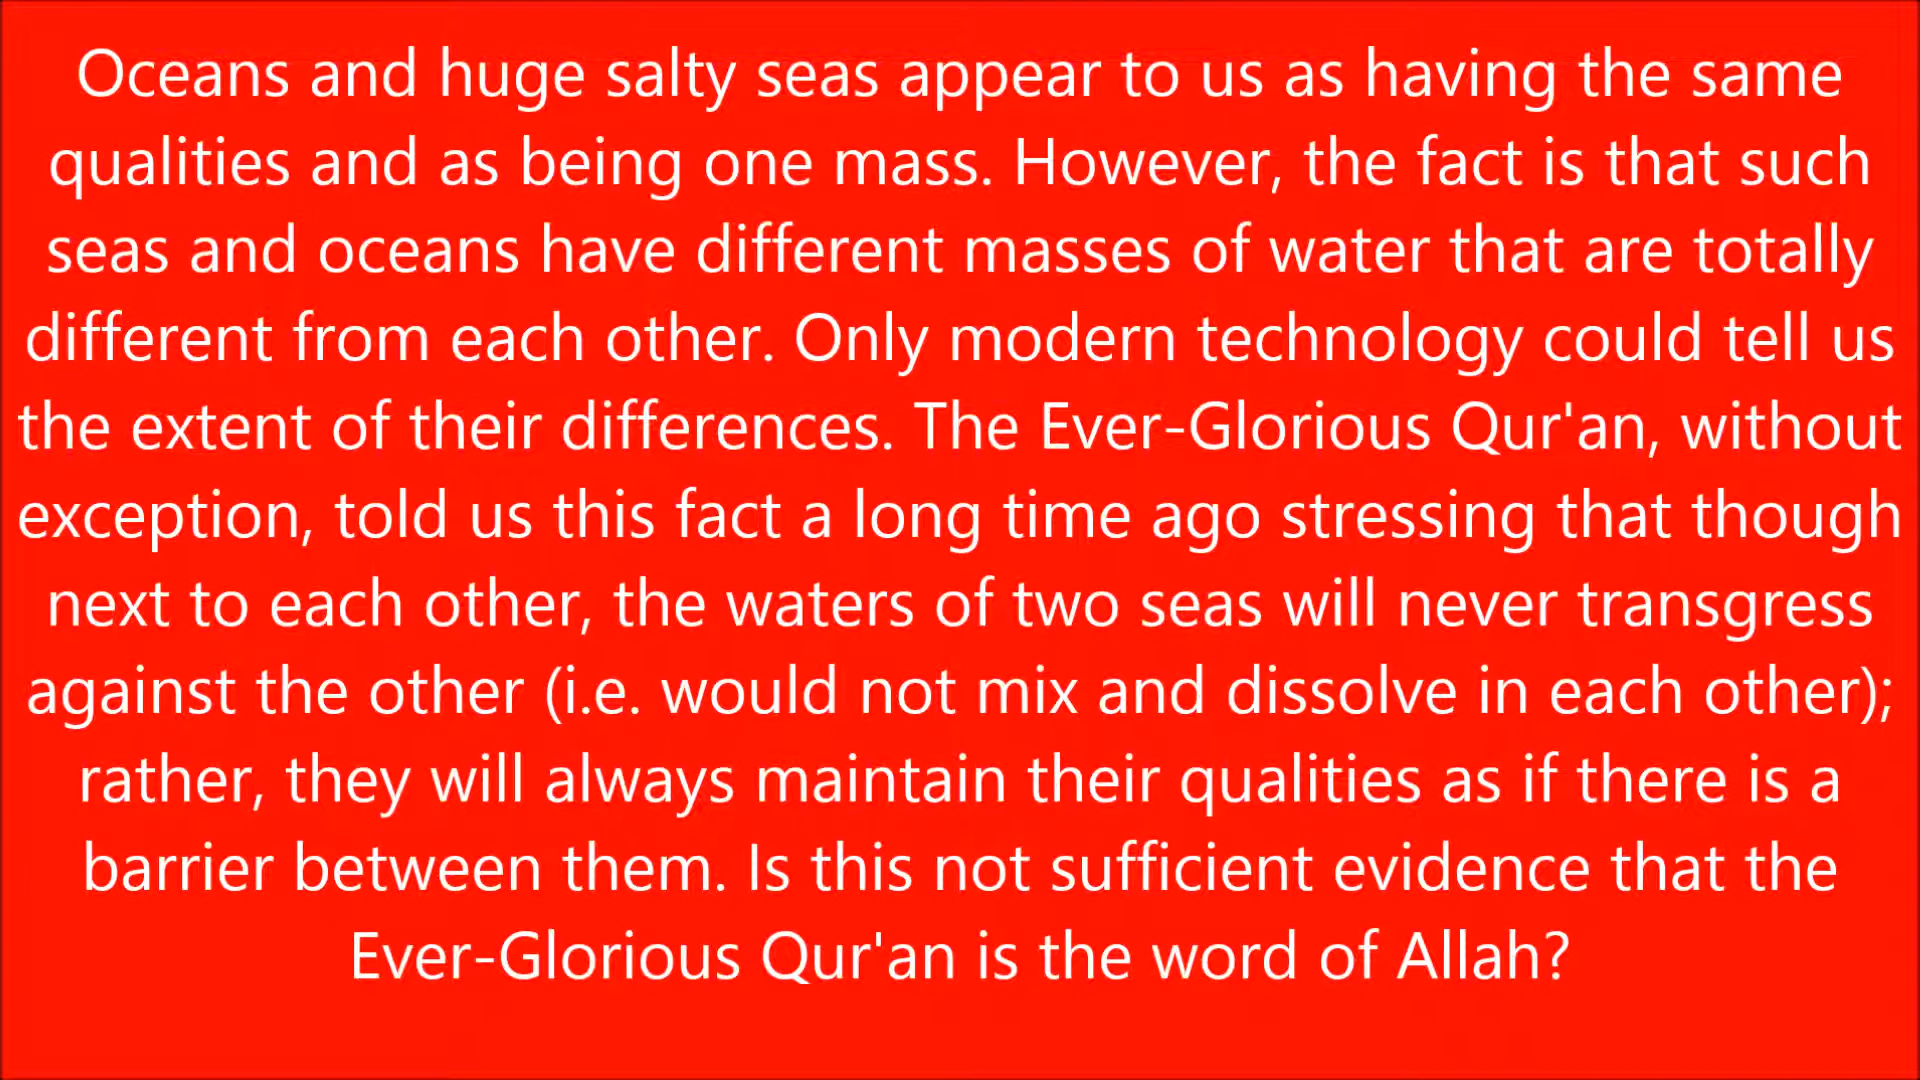 Oceans and huge salty seas appear to us as having the same
qualities and as being one mass. However, the fact is that such
seas and oceans have different masses of water that are totally
different from each other. Only modern technology could tell us
the extent of their differences. The Ever-Glorious Qur'an, without
exception, told us this fact a long time ago stressing that though
next to each other, the waters of two seas will never transgress
against the other (i.e. would not mix and dissolve in each other);
rather, they will always maintain their qualities as if there is a
barrier between them. Is this not sufficient evidence that the
Ever-Glorious Qur'an is the word of Allah?